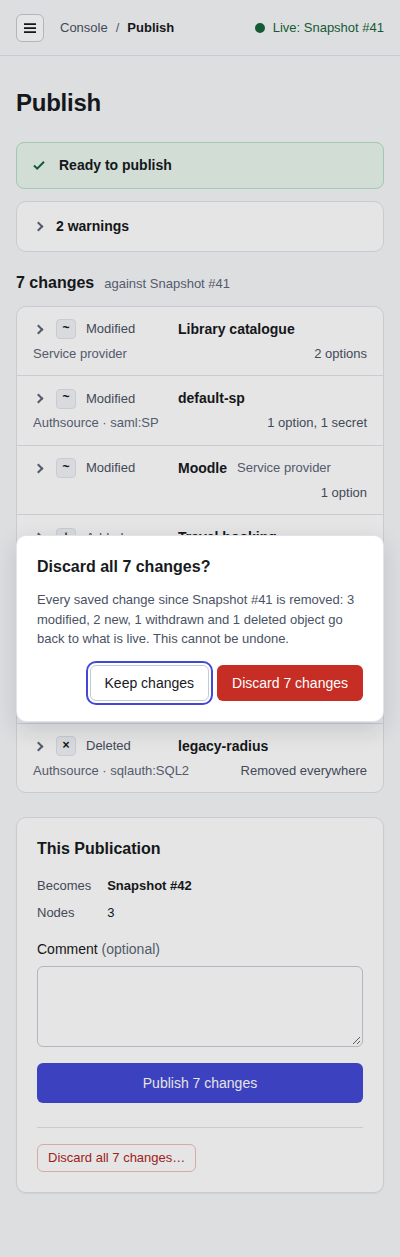 Console / Publish
Live: Snapshot #41
Publish
Ready to publish
2 warnings
7 changes against Snapshot #41
~ Modified Library catalogue
Service provider 2 options
~ Modified default-sp
Authsource · saml:SP 1 option, 1 secret
~ Modified Moodle Service provider
1 option
Discard all 7 changes?
Every saved change since Snapshot #41 is removed: 3
modified, 2 new, 1 withdrawn and 1 deleted object go
back to what is live. This cannot be undone.
Keep changes Discard 7 changes
× Deleted legacy-radius
Authsource · sqlauth:SQL2 Removed everywhere
This Publication
Becomes Snapshot #42
Nodes 3
Comment (optional)
Publish 7 changes
Discard all 7 changes…